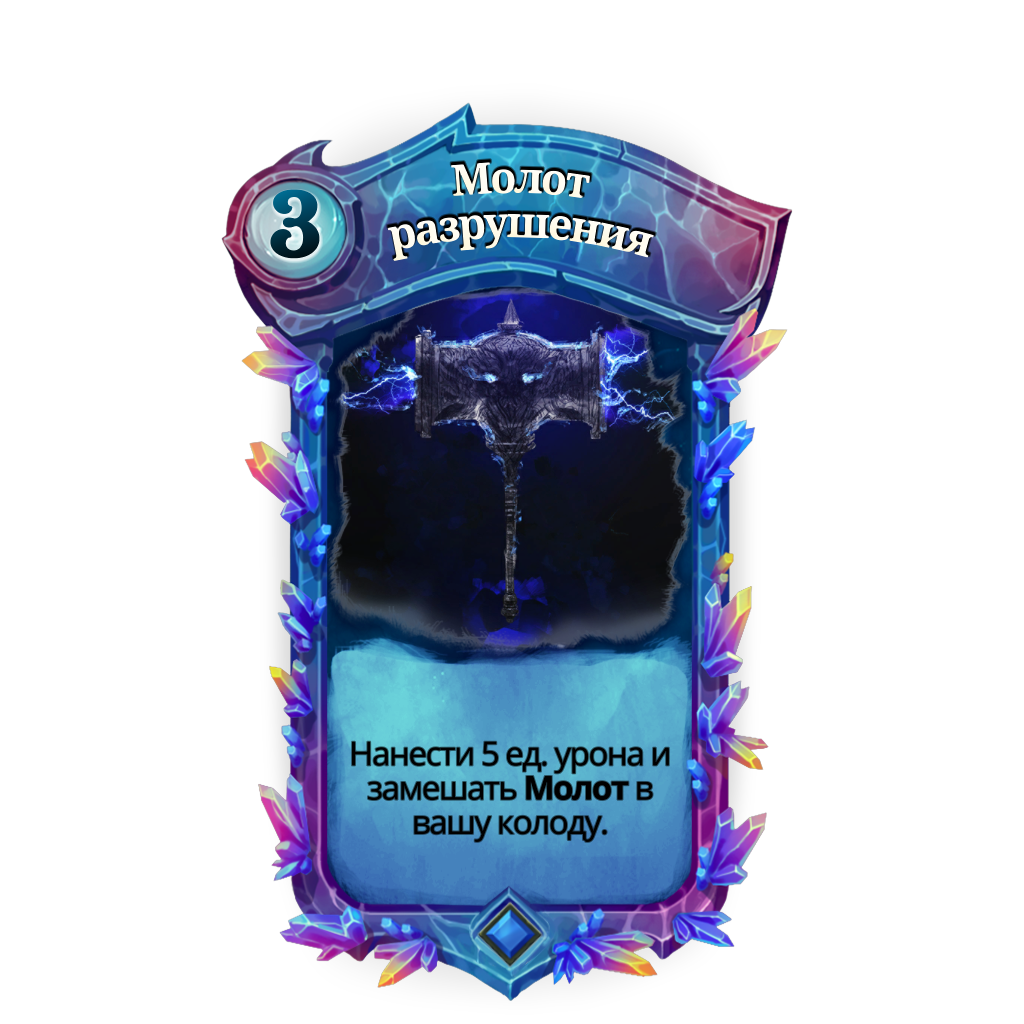 3
Молот
разрушения
Нанести 5 ед. урона и
замешать Молот в
вашу колоду.